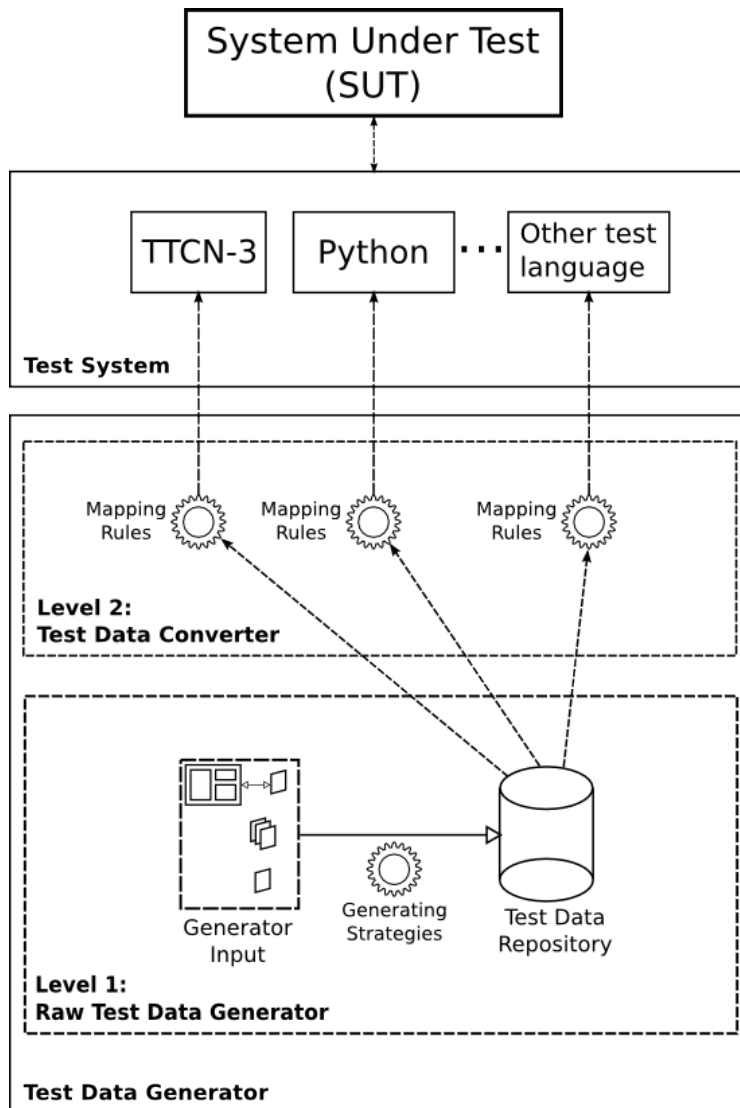 System Under Test
(SUT)
TTCN-3
Python
...
Other test
language
Test System
Mapping
Rules
Mapping
Rules
Mapping
Rules
Level 2:
Test Data Converter
Generator
Input
Generating
Strategies
Test Data
Repository
Level 1:
Raw Test Data Generator
Test Data Generator